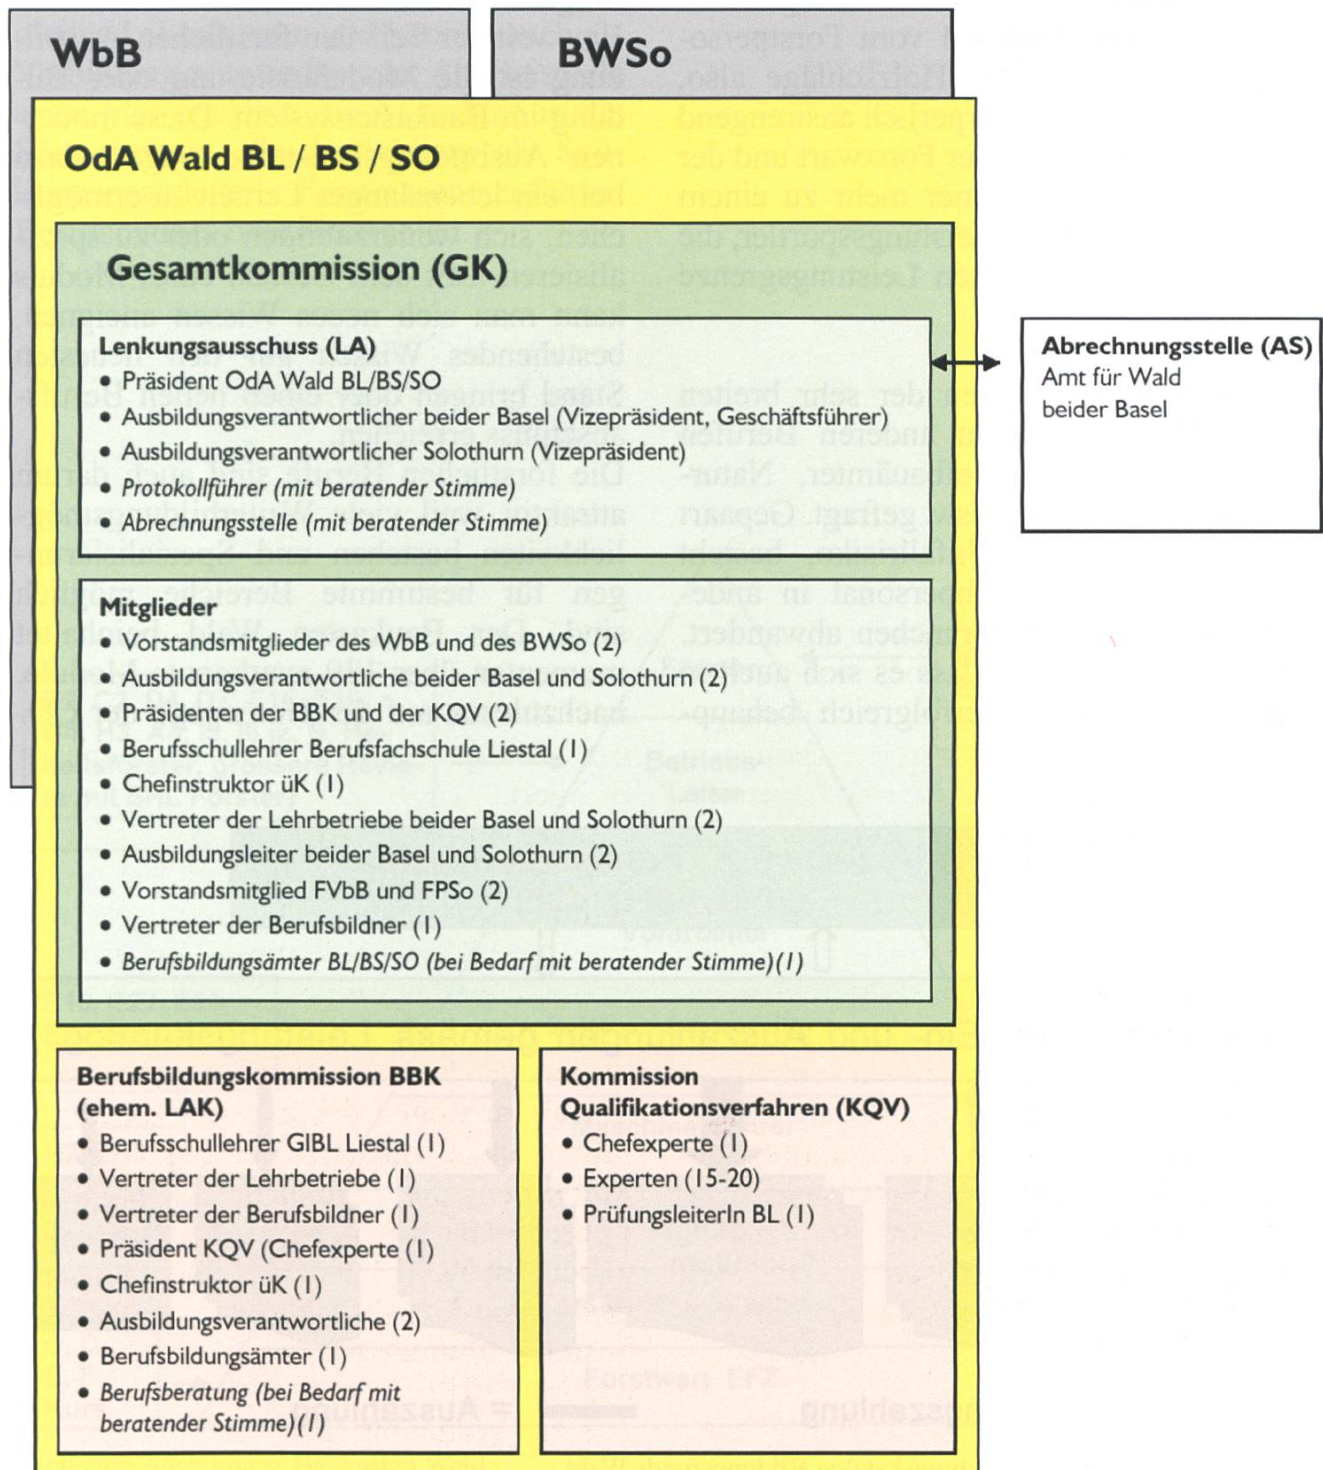 WbB
BWSo
OdA Wald BL / BS / SO
Gesamtkommission (GK)
Lenkungsausschuss (LA)
• Präsident OdA Wald BL/BS/SO
• Ausbildungsverantwortlicher beider Basel (Vizepräsident, Geschäftsführer)
• Ausbildungsverantwortlicher Solothurn (Vizepräsident)
• Protokollführer (mit beratender Stimme)
• Abrechnungsstelle (mit beratender Stimme)
Abrechnungsstelle (AS)
Amt für Wald
beider Basel
Mitglieder
• Vorstandsmitglieder des WbB und des BWSo (2)
• Ausbildungsverantwortliche beider Basel und Solothurn (2)
• Präsidenten der BBK und der KQV (2)
• Berufsschullehrer Berufsfachschule Liestal (1)
• Chefinstruktor üK (1)
• Vertreter der Lehrbetriebe beider Basel und Solothurn (2)
• Ausbildungsleiter beider Basel und Solothurn (2)
• Vorstandsmitglied FVbB und FPSo (2)
• Vertreter der Berufsbildner (1)
• Berufsbildungsämter BL/BS/SO (bei Bedarf mit beratender Stimme)(1)
Berufsbildungskommission BBK
(ehem. LAK)
• Berufsschullehrer GIBL Liestal (1)
• Vertreter der Lehrbetriebe (1)
• Vertreter der Berufsbildner (1)
• Präsident KQV (Chefexperte (1)
• Chefinstruktor üK (1)
• Ausbildungsverantwortliche (2)
• Berufsbildungsämter (1)
• Berufsberatung (bei Bedarf mit
beratender Stimme)(1)
Kommission
Qualifikationsverfahren (KQV)
• Chefexperte (1)
• Experten (15-20)
• PrüfungsleiterIn BL (1)